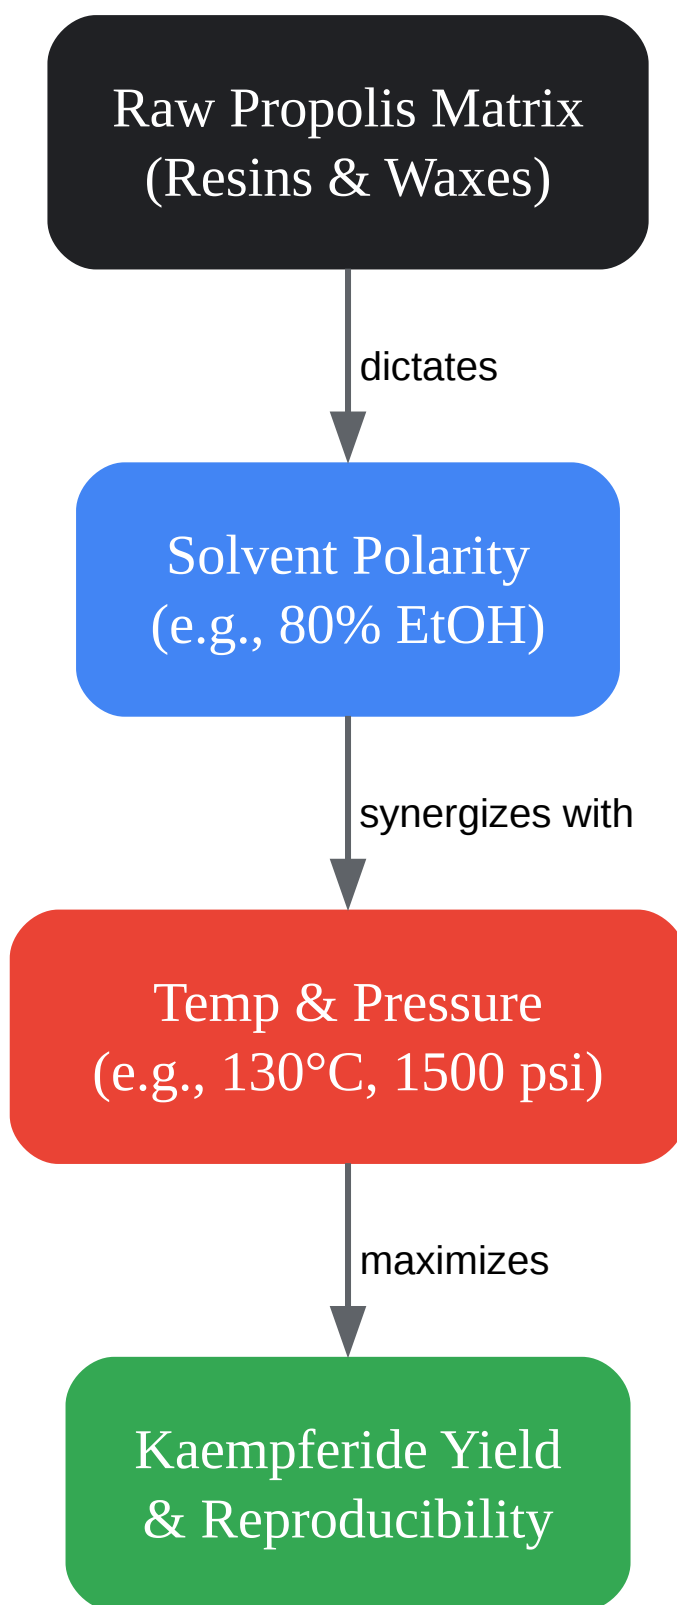 Raw Propolis Matrix
(Resins & Waxes)
dictates
Solvent Polarity
(e.g., 80% EtOH)
synergizes with
Temp & Pressure
(e.g., 130°C, 1500 psi)
maximizes
Kaempferide Yield
& Reproducibility